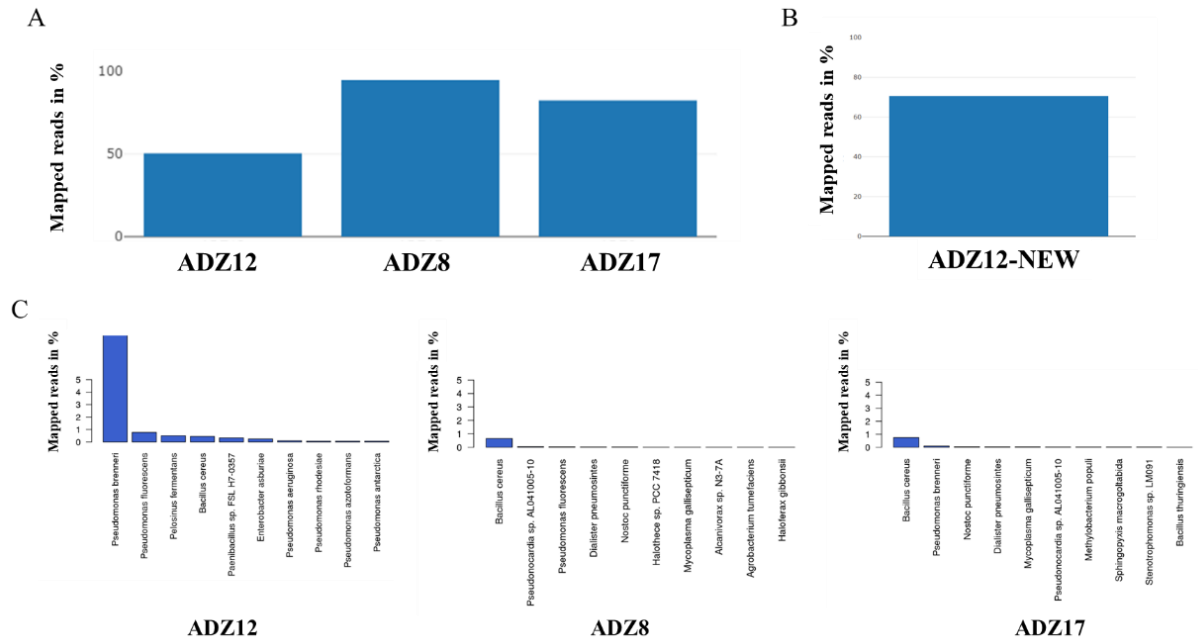 A
Mapped reads in %
100
50
0
ADZ12
ADZ8
ADZ17
B
Mapped reads in %
100
80
60
40
20
0
ADZ12-NEW
C
Mapped reads in %
5
4
3
2
1
0
Pseudomonas brenneri
Pseudomonas fluorescens
Pelosinus fermentans
Bacillus cereus
Paenibacillus sp. FSL H7-0357
Enterobacter asburiae
Pseudomonas aeruginosa
Pseudomonas rhodesiae
Pseudomonas azotoformans
Pseudomonas antarctica
ADZ12
Mapped reads in %
5
4
3
2
1
0
Bacillus cereus
Pseudonocardia sp. AL041005-10
Pseudomonas fluorescens
Dialister pneumosintes
Nostoc punctiforme
Halothece sp. PCC 7418
Mycoplasma gallisepticum
Alcanivorax sp. N3-7A
Agrobacterium tumefaciens
Haloferax gibbonsii
ADZ8
Mapped reads in %
5
4
3
2
1
0
Bacillus cereus
Pseudomonas brenneri
Nostoc punctiforme
Dialister pneumosintes
Mycoplasma gallisepticum
Pseudonocardia sp. AL041005-10
Methylobacterium populi
Sphingopyxis macrogoltabida
Stenotrophomonas sp. LM091
Bacillus thuringiensis
ADZ17